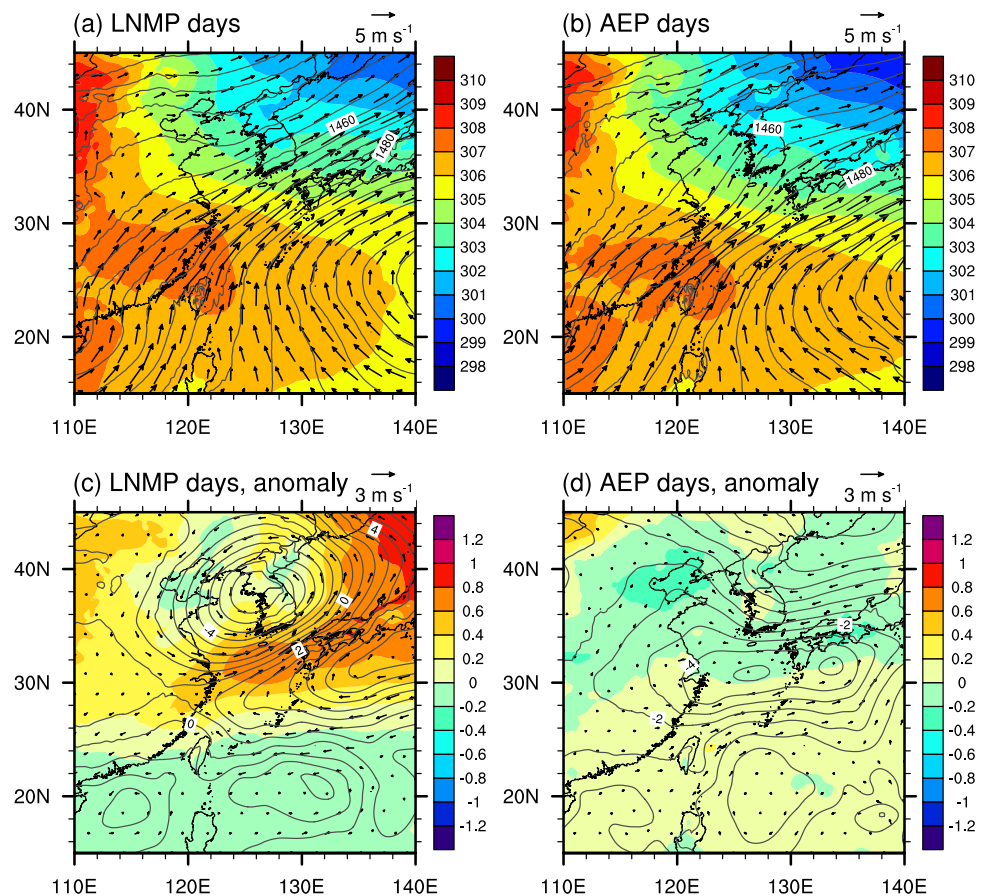 (a) LNMP days
5 m s⁻¹
40N
30N
20N
110E 120E 130E 140E
1460
1480
310
309
308
307
306
305
304
303
302
301
300
299
298
(b) AEP days
5 m s⁻¹
40N
30N
20N
110E 120E 130E 140E
1460
1480
310
309
308
307
306
305
304
303
302
301
300
299
298
(c) LNMP days, anomaly
3 m s⁻¹
40N
30N
20N
110E 120E 130E 140E
4
0
-4
2
0
1.2
1
0.8
0.6
0.4
0.2
0
-0.2
-0.4
-0.6
-0.8
-1
-1.2
(d) AEP days, anomaly
3 m s⁻¹
40N
30N
20N
110E 120E 130E 140E
-2
-4
-2
1.2
1
0.8
0.6
0.4
0.2
0
-0.2
-0.4
-0.6
-0.8
-1
-1.2